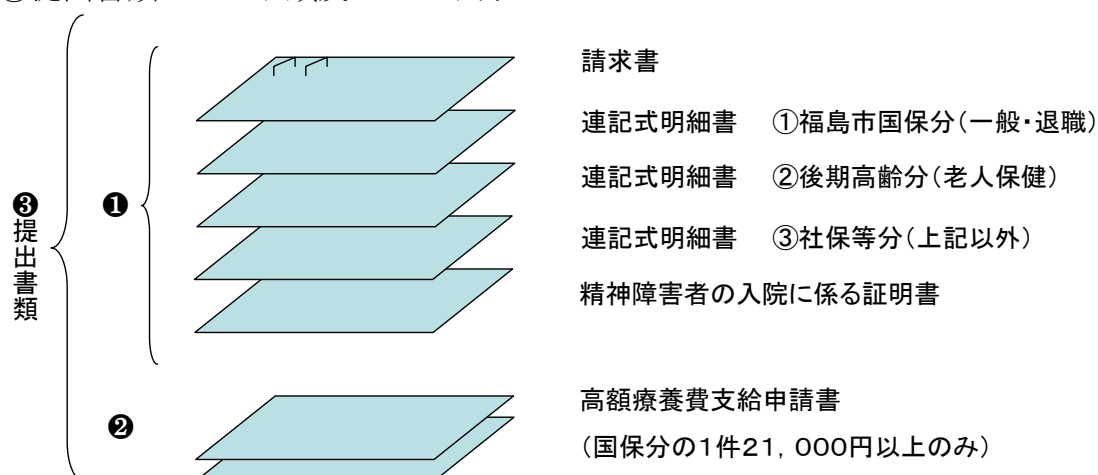 請求書
連記式明細書 ①福島市国保分(一般・退職)
連記式明細書 ②後期高齢分(老人保健)
連記式明細書 ③社保等分(上記以外)
精神障害者の入院に係る証明書
❶
❸提出書類
高額療養費支給申請書
(国保分の1件21,000円以上のみ)
❷